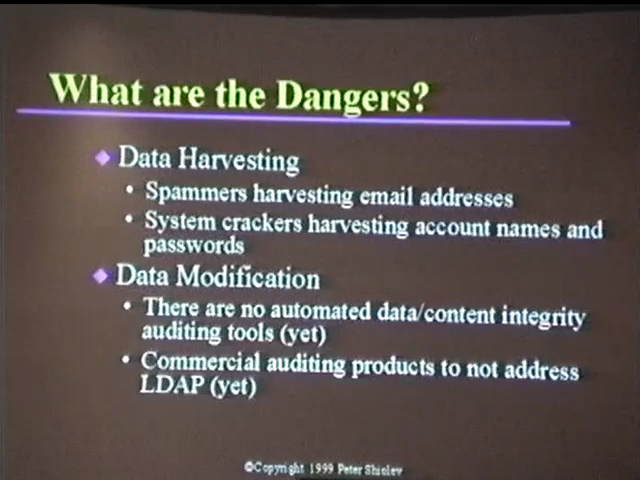 What are the Dangers?
Data Harvesting
• Spammers harvesting email addresses
• System crackers harvesting account names and
passwords
Data Modification
• There are no automated data/content integrity
auditing tools (yet)
• Commercial auditing products to not address
LDAP (yet)
©Copyright 1999 Peter Shipley